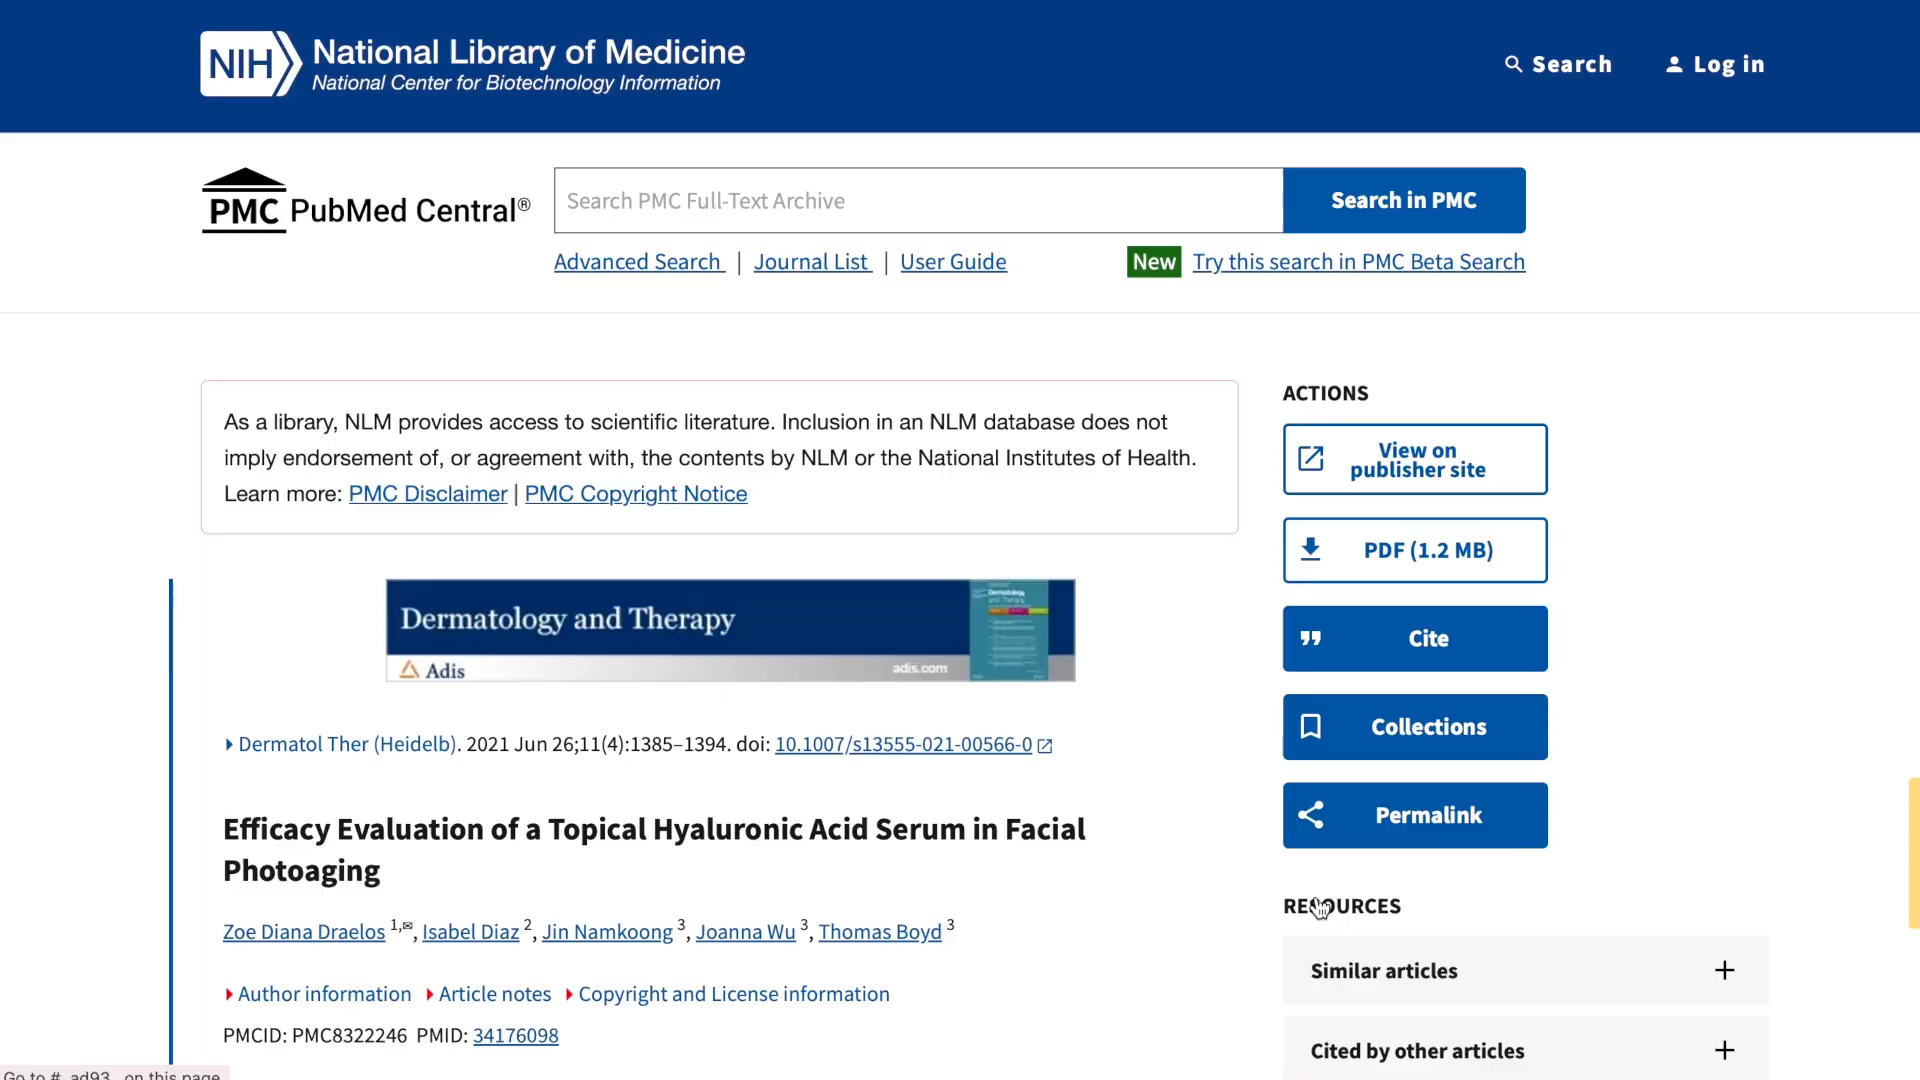 NIH National Library of Medicine
National Center for Biotechnology Information
Search
Log in
PMC PubMed Central®
Search PMC Full-Text Archive
Search in PMC
Advanced Search | Journal List | User Guide
New Try this search in PMC Beta Search
As a library, NLM provides access to scientific literature. Inclusion in an NLM database does not
imply endorsement of, or agreement with, the contents by NLM or the National Institutes of Health.
Learn more: PMC Disclaimer | PMC Copyright Notice
Dermatology and Therapy
Adis
adis.com
Dermatol Ther (Heidelb). 2021 Jun 26;11(4):1385–1394. doi: 10.1007/s13555-021-00566-0
Efficacy Evaluation of a Topical Hyaluronic Acid Serum in Facial
Photoaging
Zoe Diana Draelos 1,✉, Isabel Diaz 2, Jin Namkoong 3, Joanna Wu 3, Thomas Boyd 3
Author information Article notes Copyright and License information
PMCID: PMC8322246 PMID: 34176098
ACTIONS
View on
publisher site
PDF (1.2 MB)
Cite
Collections
Permalink
RESOURCES
Similar articles
Cited by other articles